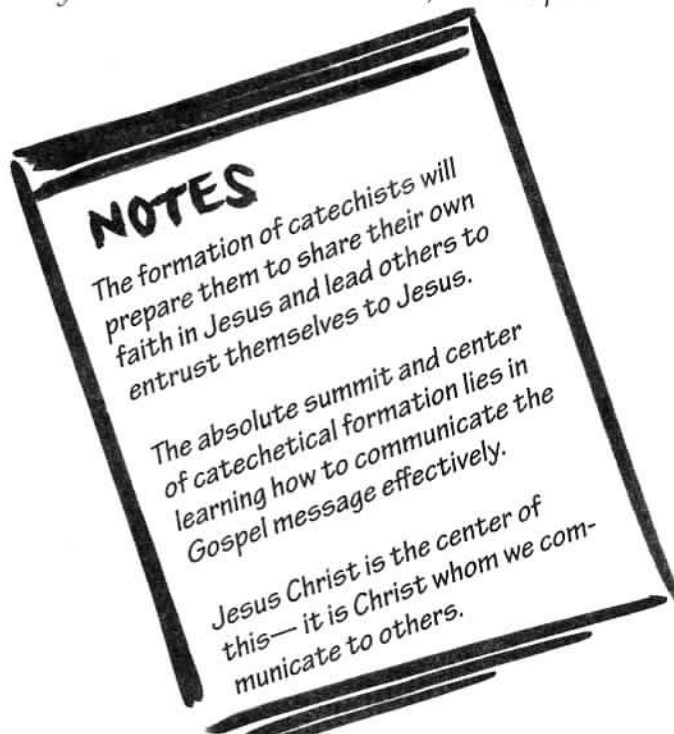 NOTES
The formation of catechists will
prepare them to share their own
faith in Jesus and lead others to
entrust themselves to Jesus.
The absolute summit and center
of catechetical formation lies in
learning how to communicate the
Gospel message effectively.
Jesus Christ is the center of
this— it is Christ whom we com-
municate to others.